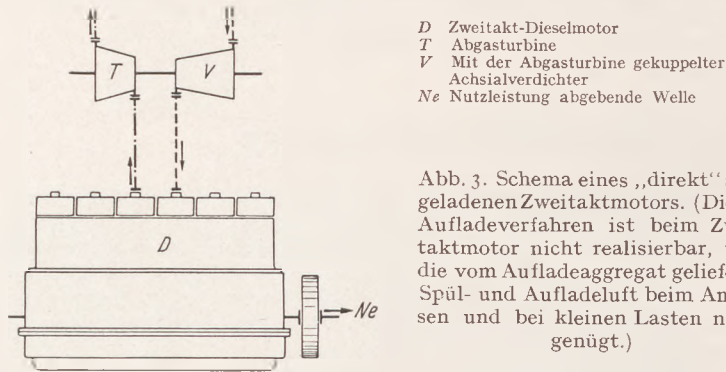 T
V
D
Ne
D Zweitakt-Dieselmotor
T Abgasturbine
V Mit der Abgasturbine gekuppelter
Achsialverdichter
Ne Nutzleistung abgebende Welle
Abb. 3. Schema eines „direkt“
geladenen Zweitaktmotors. (Di
Aufladeverfahren ist beim Zw
taktmotor nicht realisierbar,
die vom Aufladeaggregat gelief
Spül- und Aufladeluft beim An
sen und bei kleinen Lasten n
genügt.)